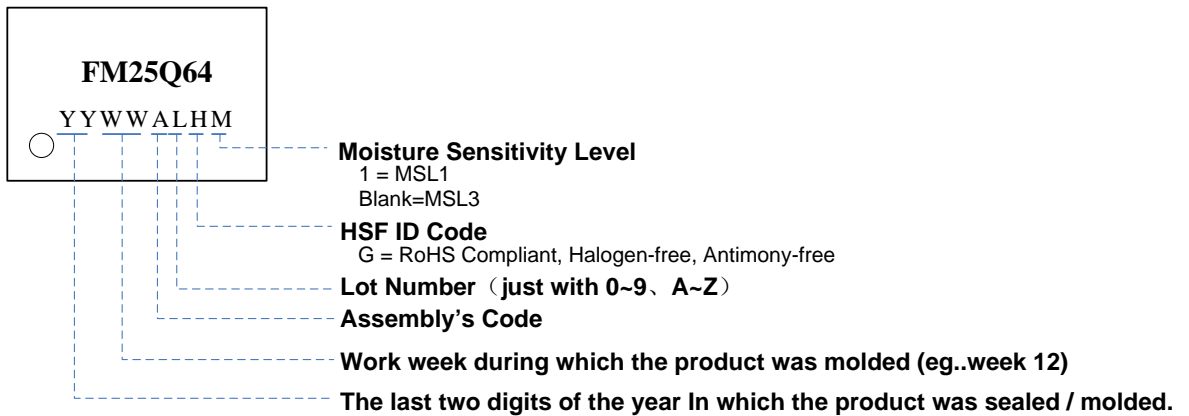 FM25Q64
YYWWALHM
Moisture Sensitivity Level
1 = MSL1
Blank=MSL3
HSF ID Code
G = RoHS Compliant, Halogen-free, Antimony-free
Lot Number（just with 0~9、A~Z）
Assembly's Code
Work week during which the product was molded (eg..week 12)
The last two digits of the year In which the product was sealed / molded.